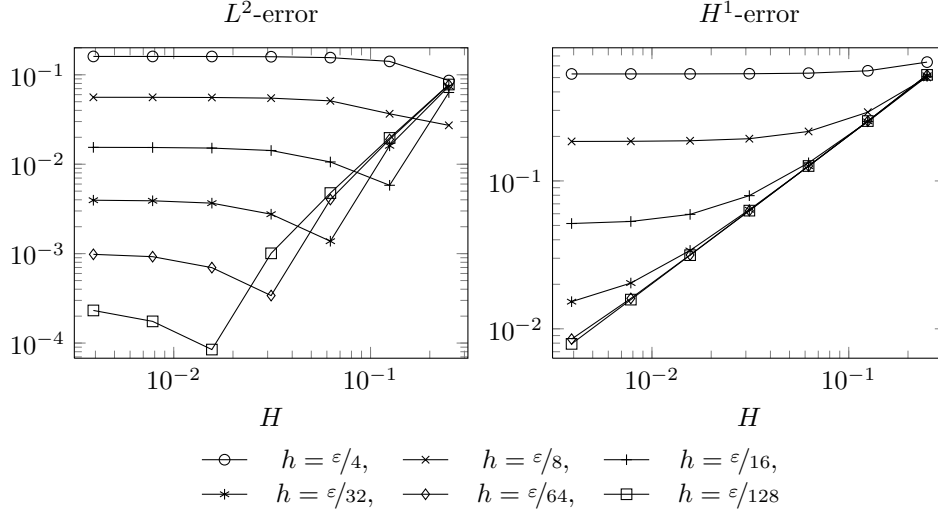 L²-error
H¹-error
10⁻¹
10⁻²
10⁻³
10⁻⁴
10⁻¹
10⁻²
10⁻² 10⁻¹
10⁻² 10⁻¹
H
H
h = ε/4, h = ε/8, h = ε/16,
h = ε/32, h = ε/64, h = ε/128